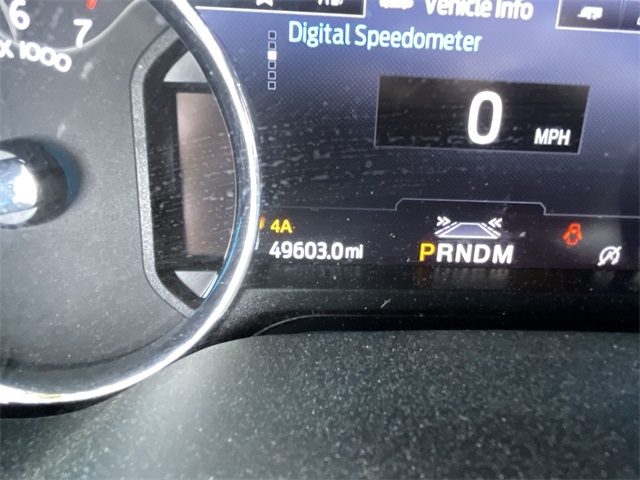 6
7
x 1000
Vehicle Info
Digital Speedometer
0
MPH
4A
49603.0 mi
PRNDM